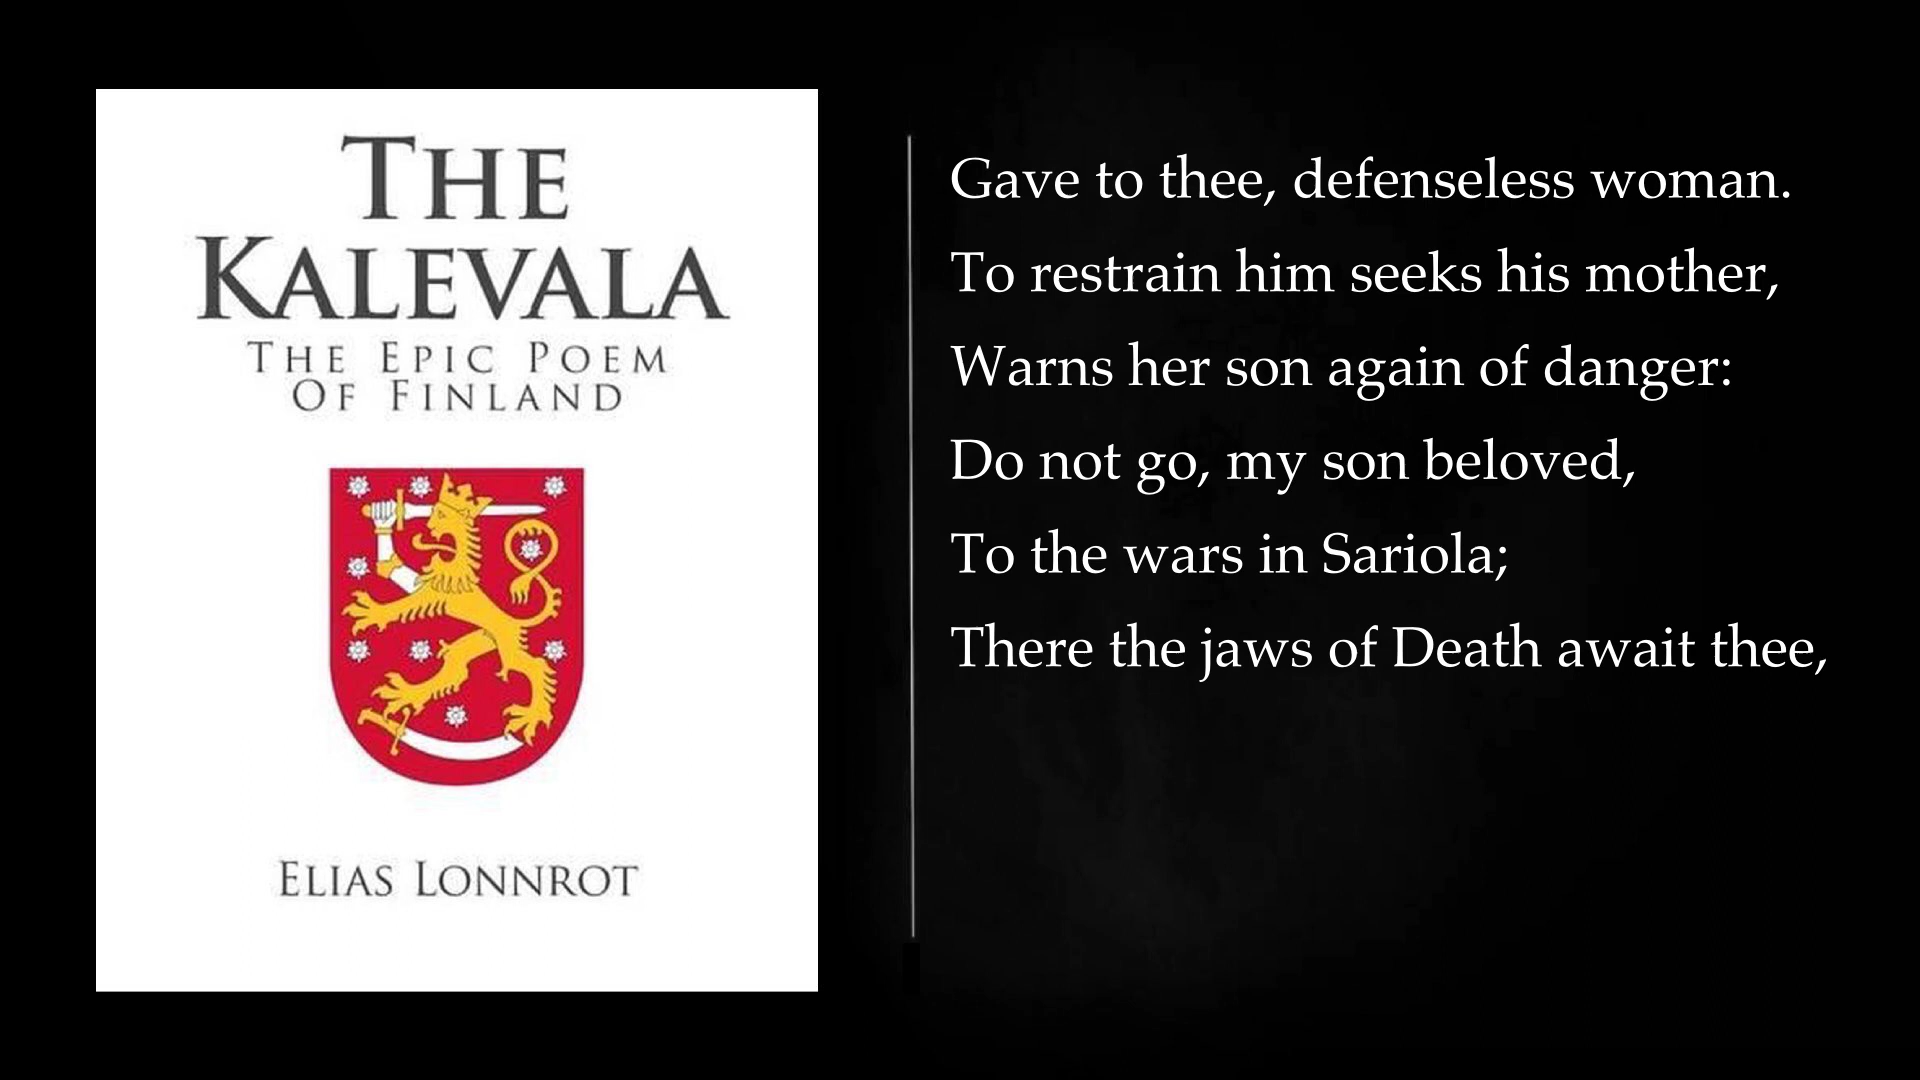 THE
KALEVALA
THE EPIC POEM
OF FINLAND
ELIAS LONNROT
Gave to thee, defenseless woman.
To restrain him seeks his mother,
Warns her son again of danger:
Do not go, my son beloved,
To the wars in Sariola;
There the jaws of Death await thee,